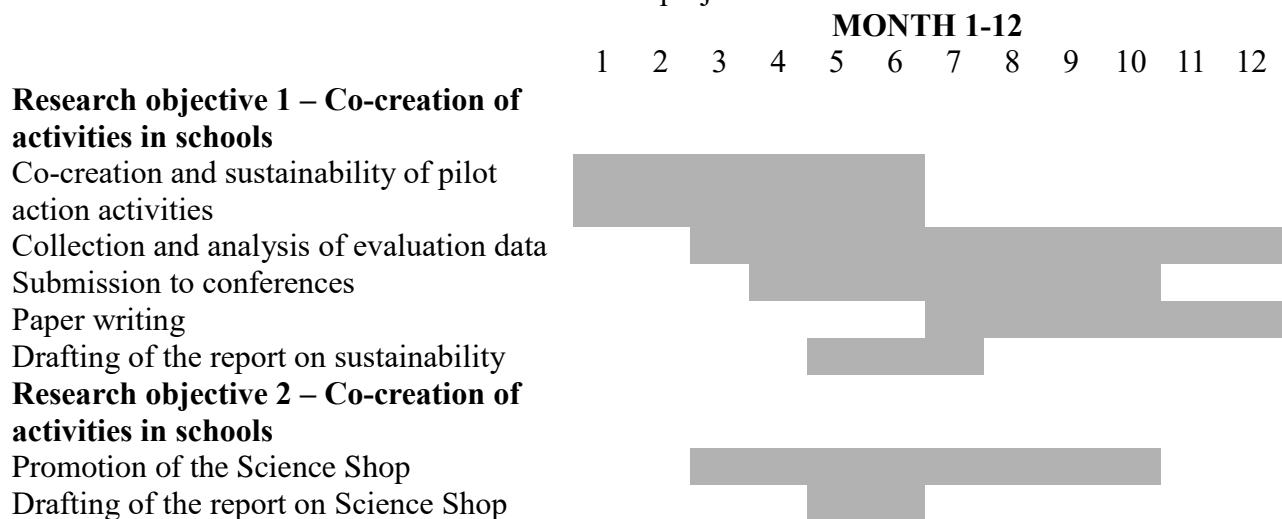 MONTH 1-12
1 2 3 4 5 6 7 8 9 10 11 12
Research objective 1 – Co-creation of
activities in schools
Co-creation and sustainability of pilot
action activities
Collection and analysis of evaluation data
Submission to conferences
Paper writing
Drafting of the report on sustainability
Research objective 2 – Co-creation of
activities in schools
Promotion of the Science Shop
Drafting of the report on Science Shop